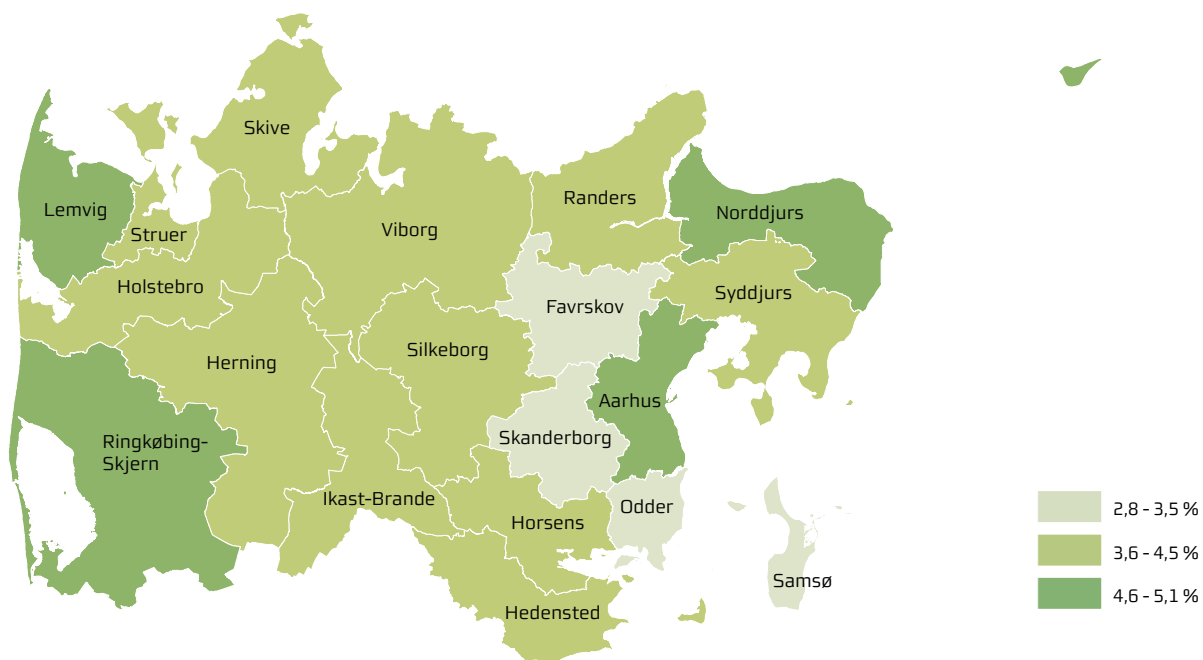 Skive
Randers
Lemvig
Norddjurs
Struer
Viborg
Holstebro
Syddjurs
Favrskov
Silkeborg
Herning
Aarhus
Ringkøbing-
Skjern
Skanderborg
Ikast-Brande
Odder
Horsens
Samsø
Hedensted
2,8 - 3,5 %
3,6 - 4,5 %
4,6 - 5,1 %